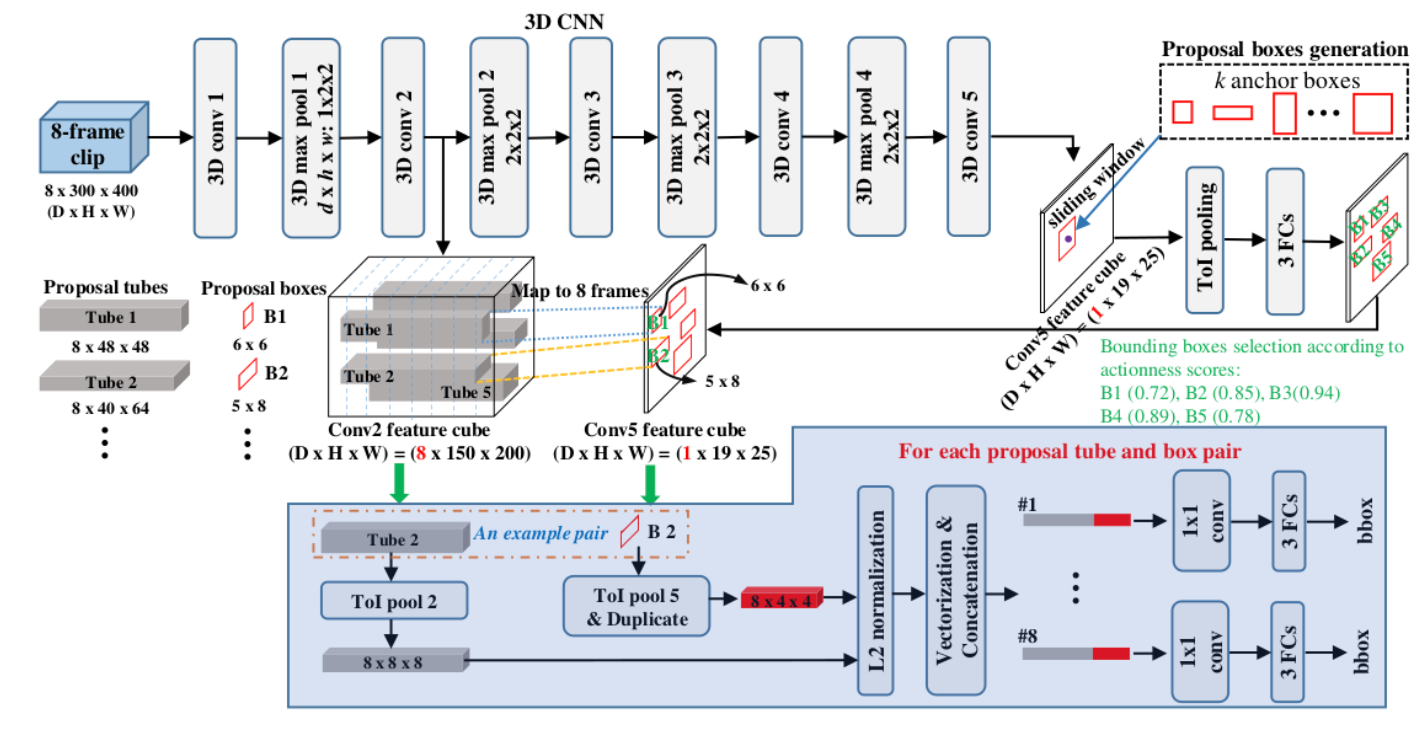 3D CNN
8-frame
clip
8 x 300 x 400
(D x H x W)
3D conv 1
3D max pool 1
d x h x w: 1x2x2
3D conv 2
3D max pool 2
2x2x2
3D conv 3
3D max pool 3
2x2x2
3D conv 4
3D max pool 4
2x2x2
3D conv 5
Proposal boxes generation
k anchor boxes
sliding window
Conv5 feature cube
(D x H x W) = (1 x 19 x 25)
ToI pooling
3 FCs
B1
B3
B4
B2
B5
Bounding boxes selection according to
actionness scores:
B1 (0.72), B2 (0.85), B3(0.94)
B4 (0.89), B5 (0.78)
Proposal tubes
Tube 1
8 x 48 x 48
Tube 2
8 x 40 x 64
Proposal boxes
B1
6 x 6
B2
5 x 8
Tube 1
Tube 2
Tube 5
Map to 8 frames
B1
B2
6 x 6
5 x 8
Conv2 feature cube
(D x H x W) = (8 x 150 x 200)
Conv5 feature cube
(D x H x W) = (1 x 19 x 25)
For each proposal tube and box pair
Tube 2
An example pair
B 2
ToI pool 2
8 x 8 x 8
ToI pool 5
& Duplicate
8 x 4 x 4
L2 normalization
Vectorization &
Concatenation
#1
1x1
conv
3 FCs
bbox
#8
1x1
conv
3 FCs
bbox